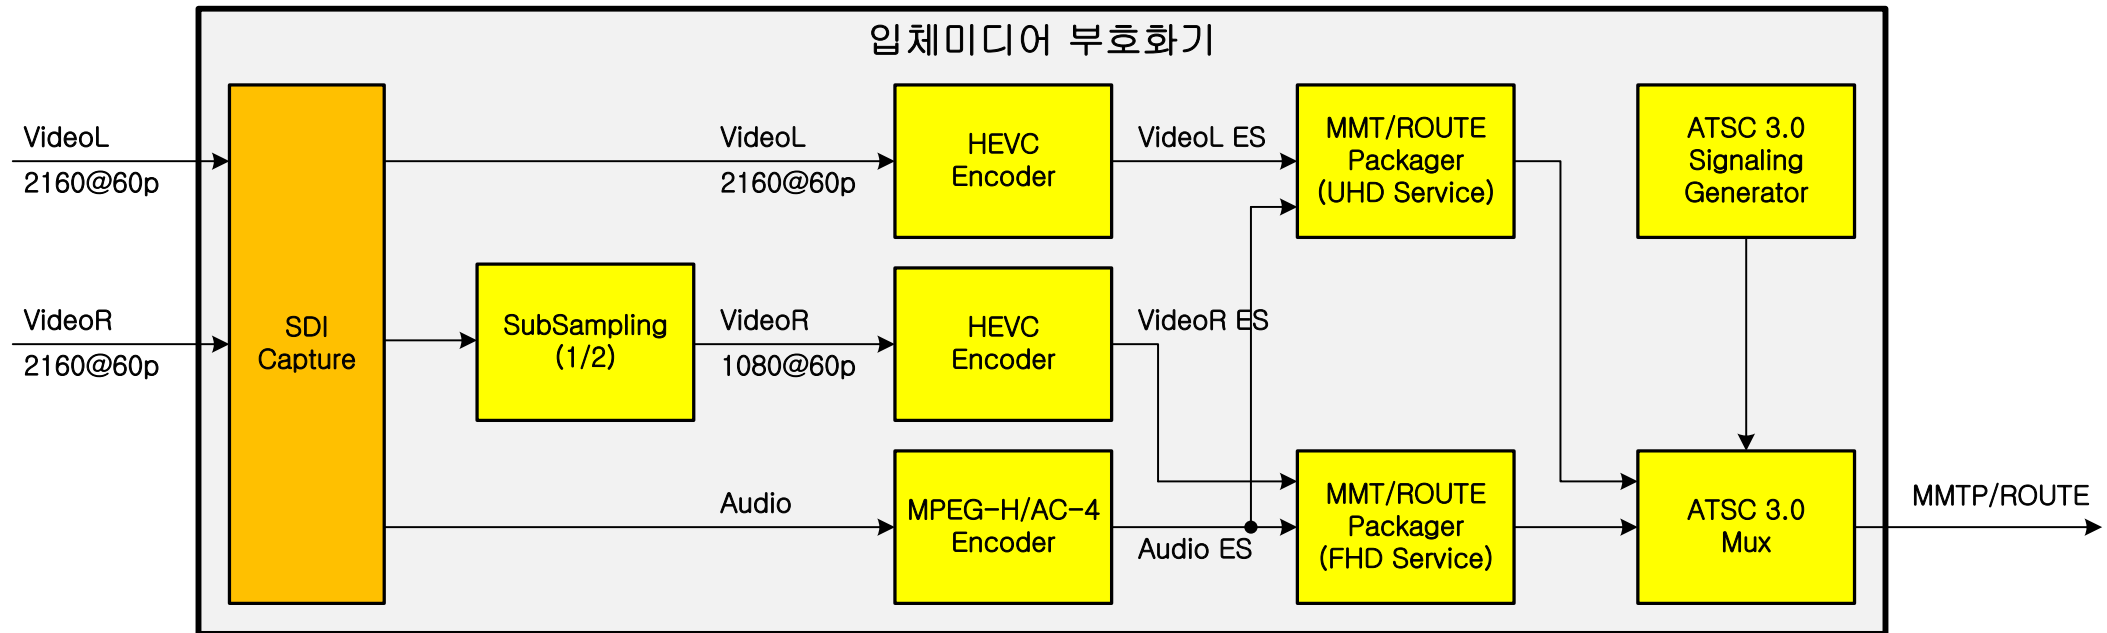 입체미디어 부호화기
VideoL
2160@60p
VideoR
2160@60p
SDI
Capture
SubSampling
(1/2)
VideoL
2160@60p
VideoR
1080@60p
Audio
HEVC
Encoder
HEVC
Encoder
MPEG-H/AC-4
Encoder
VideoL ES
VideoR ES
Audio ES
MMT/ROUTE
Packager
(UHD Service)
MMT/ROUTE
Packager
(FHD Service)
ATSC 3.0
Signaling
Generator
ATSC 3.0
Mux
MMTP/ROUTE